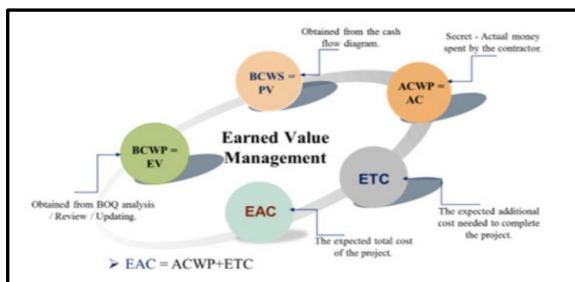 Obtained from the cash
flow diagram.
Secret - Actual money
spent by the contractor.
BCWS =
PV
ACWP =
AC
Earned Value
Management
BCWP =
EV
ETC
Obtained from BOQ analysis
/ Review / Updating.
EAC
The expected additional
cost needed to complete
the project.
The expected total cost
of the project.
➢ EAC = ACWP+ETC